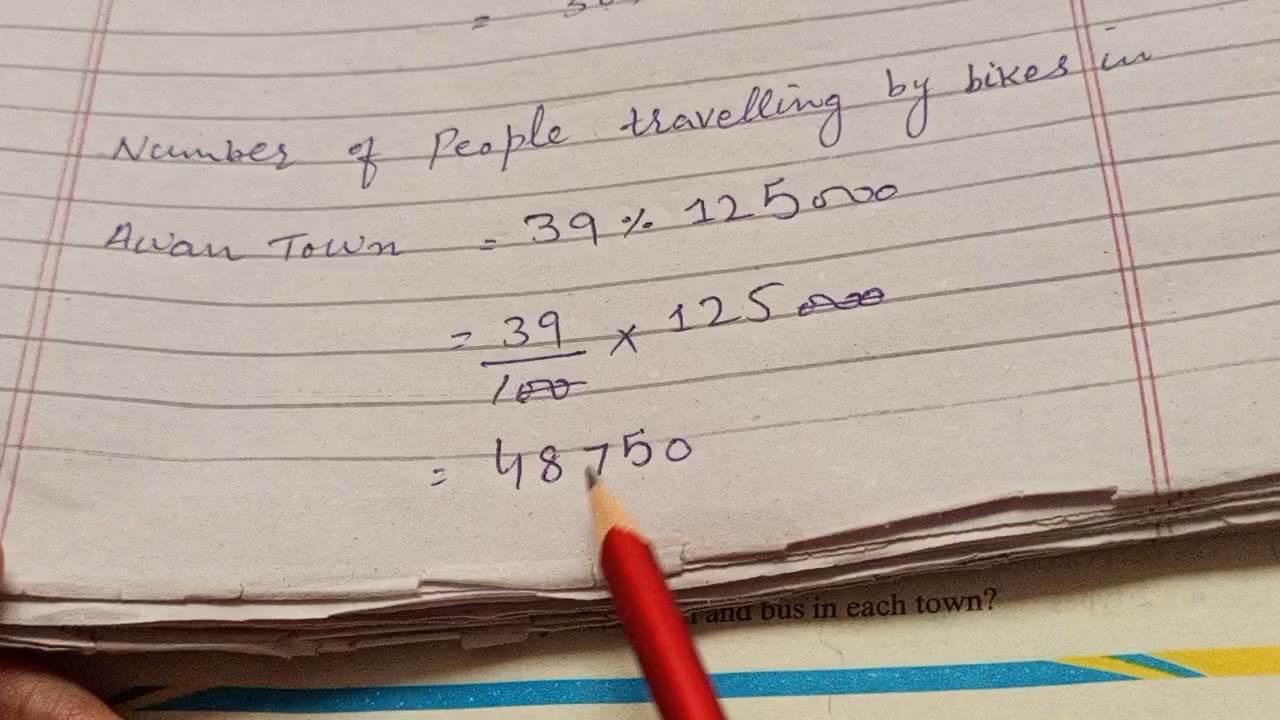 Number of People travelling by bikes in
Awan Town = 39 % 125000
= 39/100 × 125000
= 48750
and bus in each town?